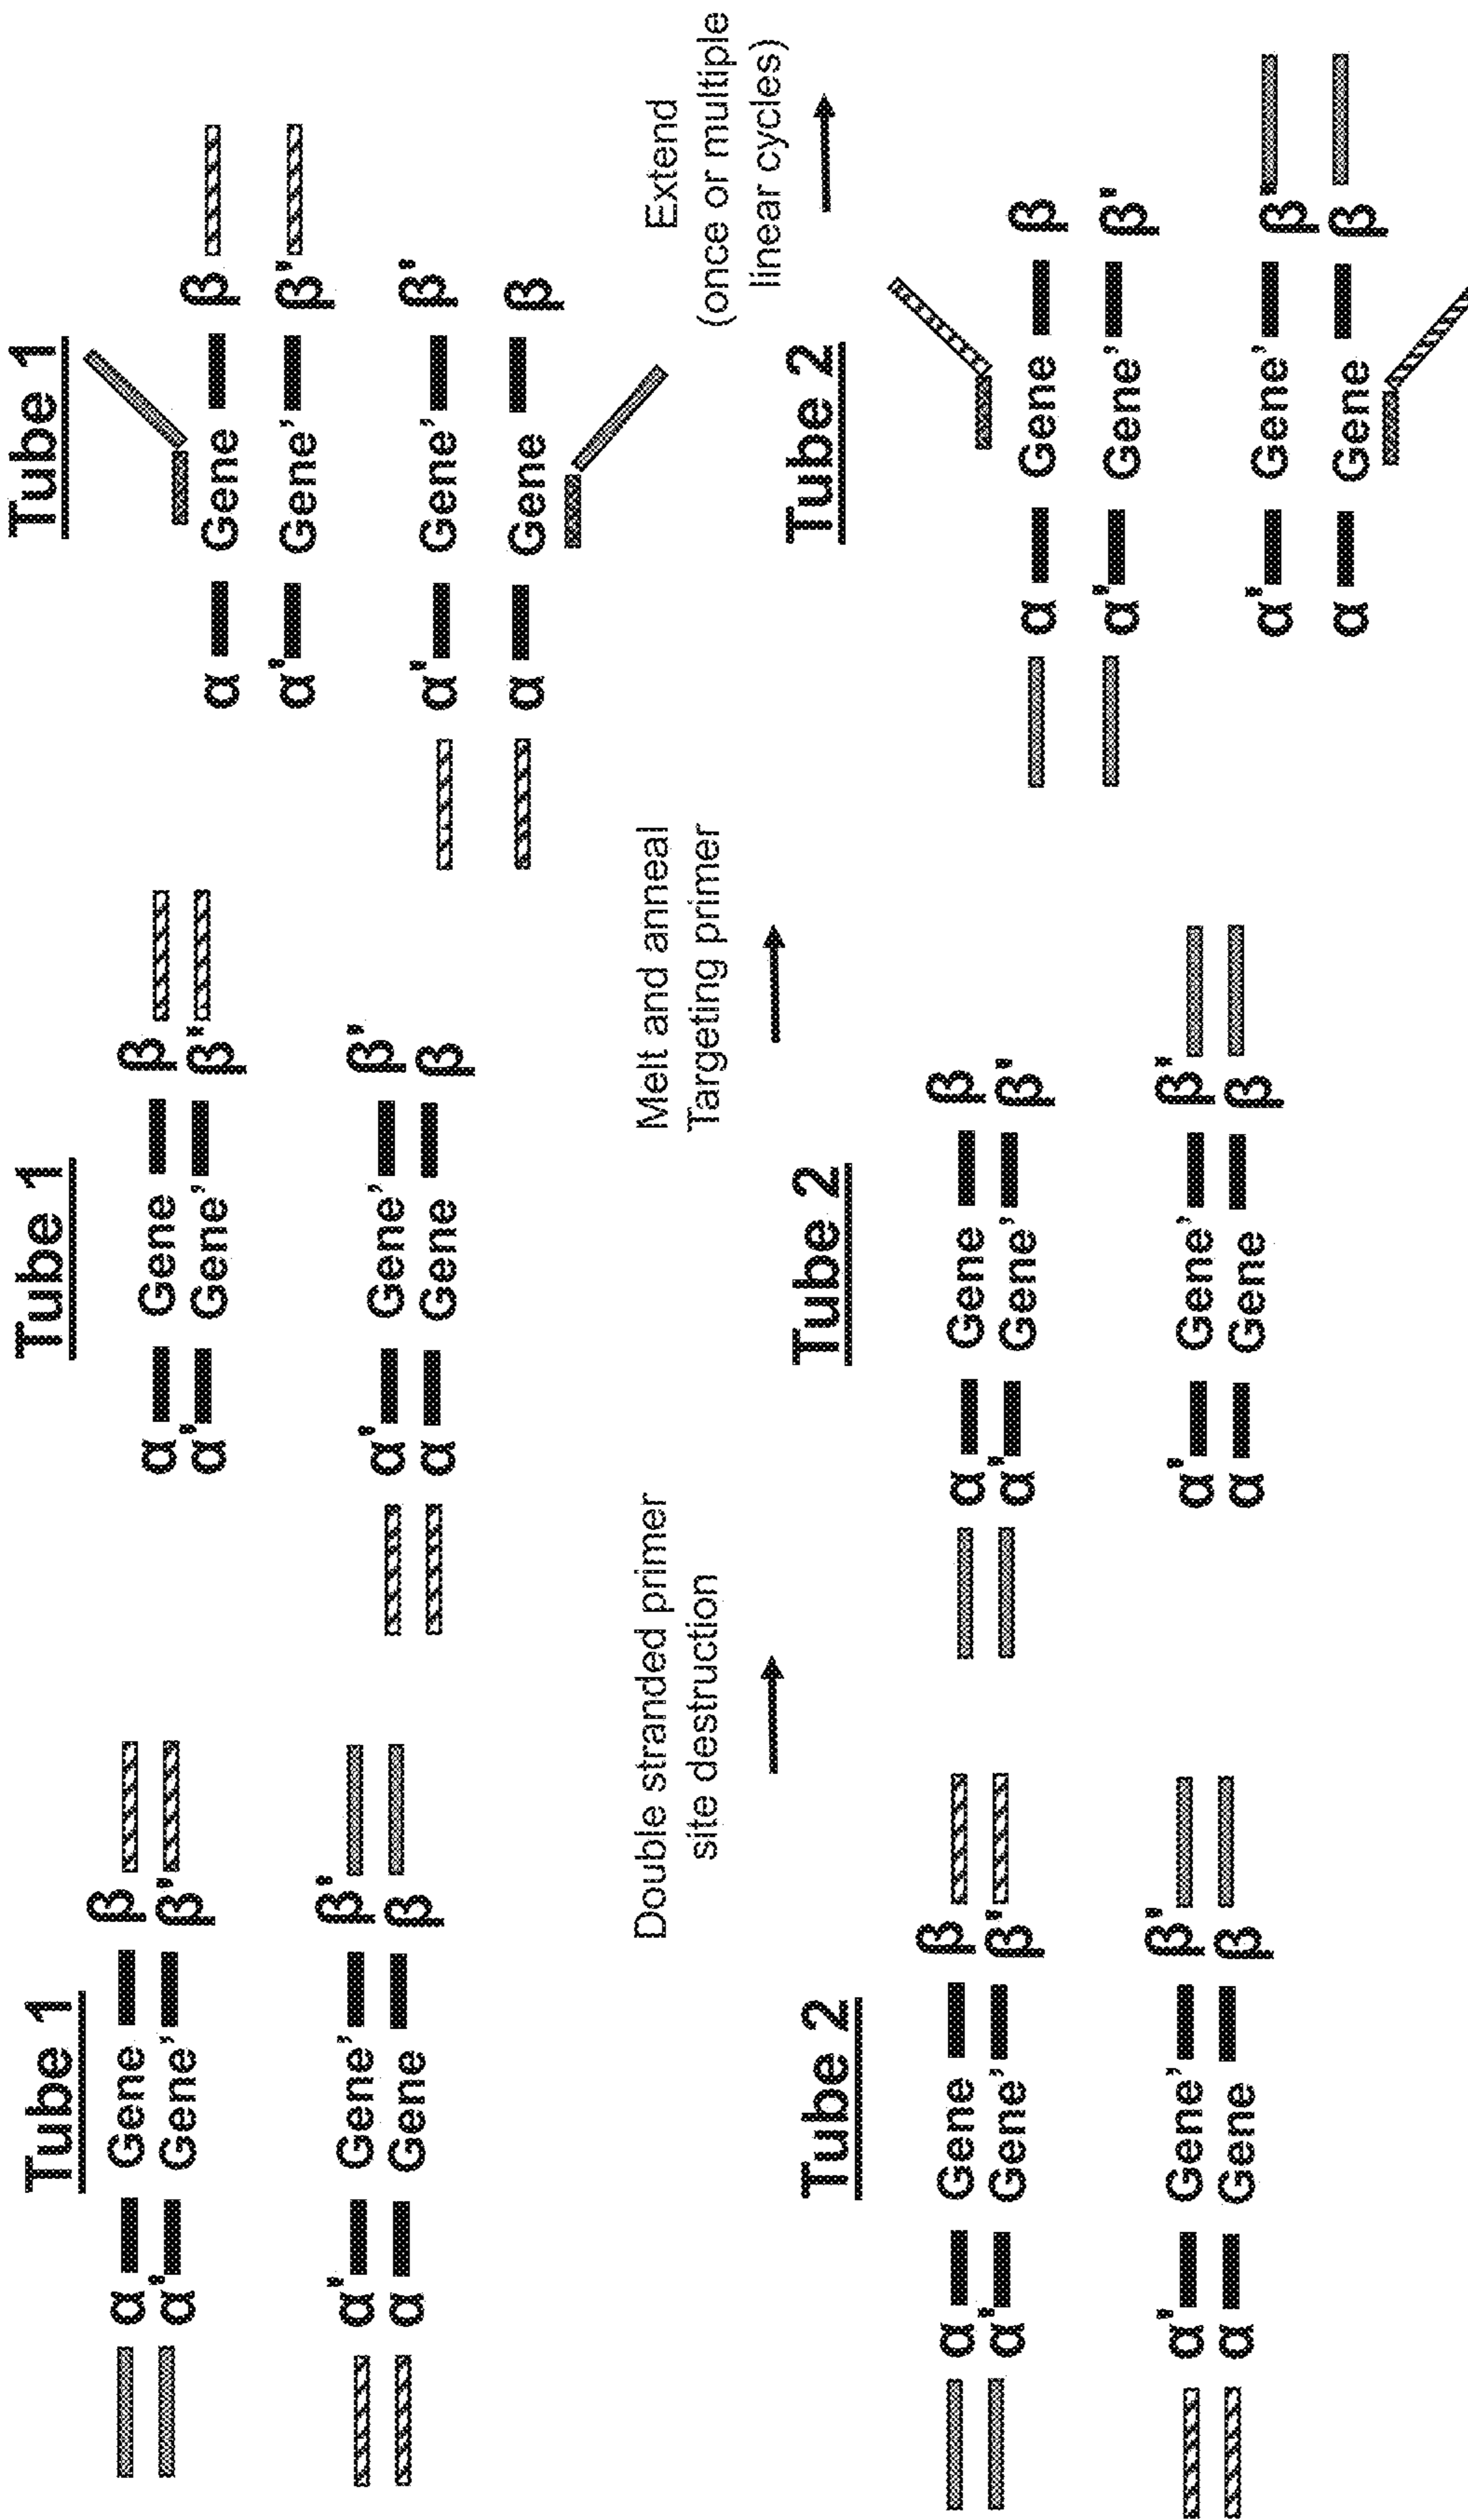 Tube 1
α Gene β
α' Gene' β'
α' Gene' β'
α Gene β
Tube 1
α Gene β
α' Gene' β'
α' Gene' β'
α Gene β
Tube 1
α Gene β
α' Gene' β'
α' Gene' β'
α Gene β
Double stranded primer
site destruction
Melt and anneal
Targeting primer
Extend
(once or multiple
linear cycles)
Tube 2
α Gene β
α' Gene' β'
α' Gene' β'
α Gene β
Tube 2
α Gene β
α' Gene' β'
α' Gene' β'
α Gene β
Tube 2
α Gene β
α' Gene' β'
α' Gene' β'
α Gene β